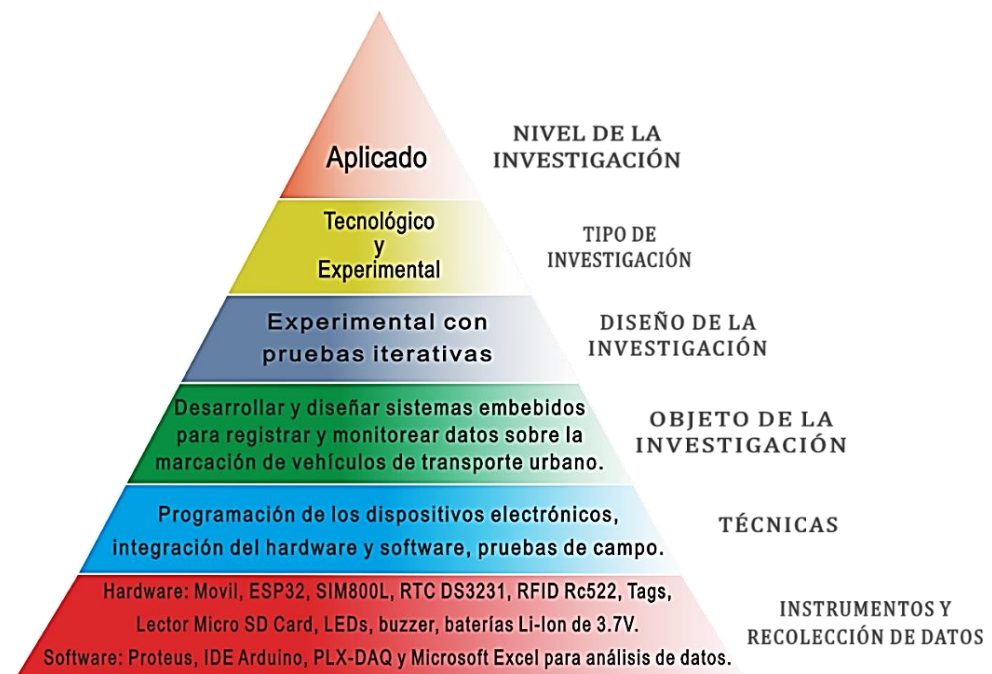 Aplicado
NIVEL DE LA
INVESTIGACIÓN
Tecnológico
y
Experimental
TIPO DE
INVESTIGACIÓN
Experimental con
pruebas iterativas
DISEÑO DE LA
INVESTIGACIÓN
Desarrollar y diseñar sistemas embebidos
para registrar y monitorear datos sobre la
marcación de vehículos de transporte urbano.
OBJETO DE LA
INVESTIGACIÓN
Programación de los dispositivos electrónicos,
integración del hardware y software, pruebas de campo.
TÉCNICAS
Hardware: Movil, ESP32, SIM800L, RTC DS3231, RFID Rc522, Tags,
Lector Micro SD Card, LEDs, buzzer, baterías Li-Ion de 3.7V.
Software: Proteus, IDE Arduino, PLX-DAQ y Microsoft Excel para análisis de datos.
INSTRUMENTOS Y
RECOLECCIÓN DE DATOS